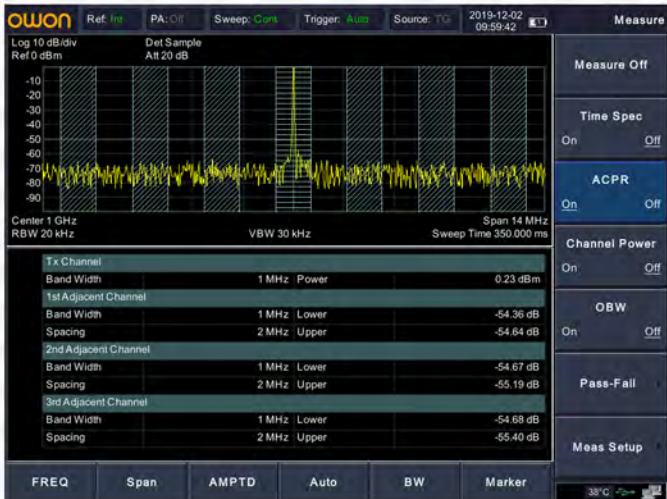 owon Ref: Int PA: Off Sweep: Cont Trigger: Auto Source: TG 2019-12-02 09:59:42 Measure
Log 10 dB/div Det Sample
Ref 0 dBm Att 20 dB
-10
-20
-30
-40
-50
-60
-70
-80
-90
Center 1 GHz Span 14 MHz
RBW 20 kHz VBW 30 kHz Sweep Time 350.000 ms
Tx Channel
Band Width 1 MHz Power 0.23 dBm
1st Adjacent Channel
Band Width 1 MHz Lower -54.36 dB
Spacing 2 MHz Upper -54.64 dB
2nd Adjacent Channel
Band Width 1 MHz Lower -54.67 dB
Spacing 2 MHz Upper -55.19 dB
3rd Adjacent Channel
Band Width 1 MHz Lower -54.68 dB
Spacing 2 MHz Upper -55.40 dB
Measure Off
Time Spec
On Off
ACPR
On Off
Channel Power
On Off
OBW
On Off
Pass-Fail
Meas Setup
FREQ Span AMPTD Auto BW Marker
38°C